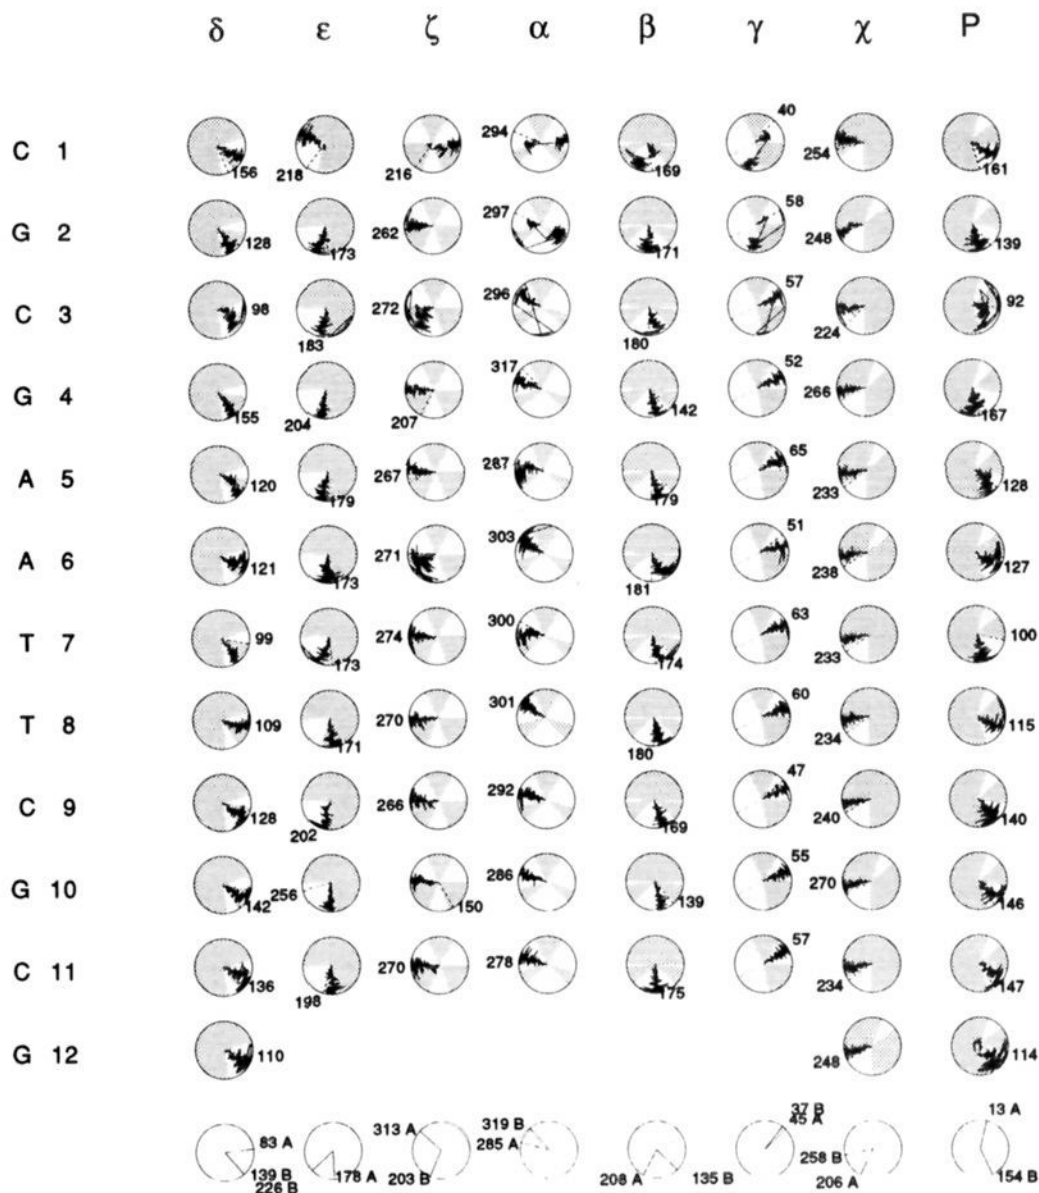 δ ε ζ α β γ χ P
C 1 156 218 216 294 169 40 254 161
G 2 128 173 262 297 171 58 248 139
C 3 98 183 272 296 180 57 224 92
G 4 155 204 207 317 142 52 266 167
A 5 120 179 267 287 179 65 233 128
A 6 121 173 271 303 181 51 238 127
T 7 99 173 274 300 174 63 233 100
T 8 109 171 270 301 180 60 234 115
C 9 128 202 266 292 169 47 240 140
G 10 142 256 150 286 139 55 270 146
C 11 136 198 270 278 175 57 234 147
G 12 110 248 114
83 A 313 A 319 B 37 B 13 A
285 A 45 A
139 B 178 A 203 B 208 A 135 B 258 B 154 B
226 B 206 A